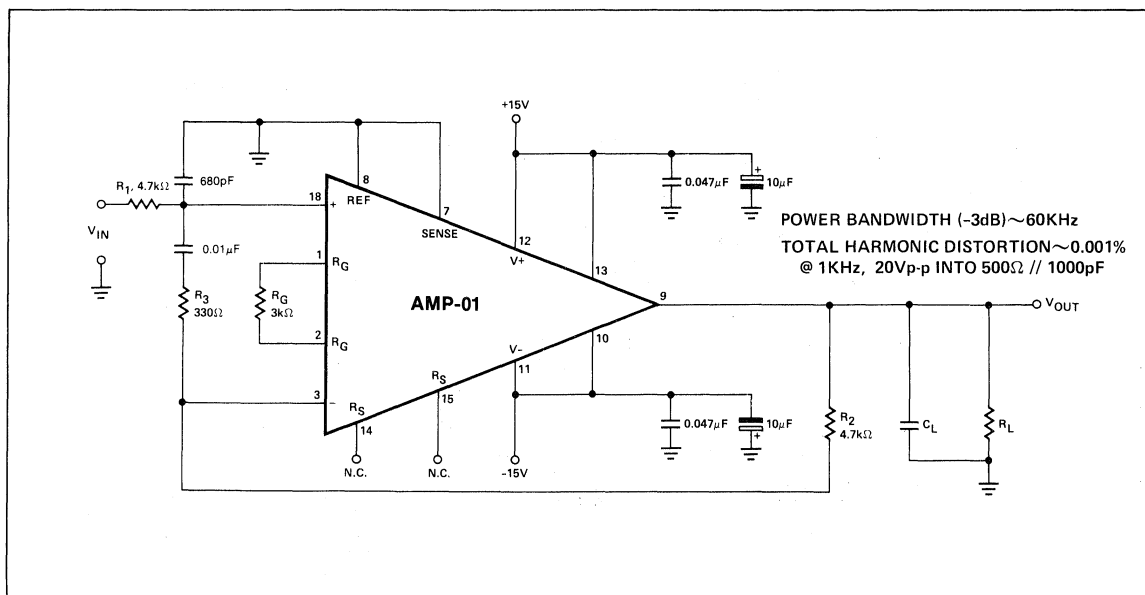 +15V
R1, 4.7kΩ
680pF
8
REF
7
SENSE
0.047μF
+
10μF
18
+
VIN
12
V+
POWER BANDWIDTH (−3dB)∼60KHz
TOTAL HARMONIC DISTORTION∼0.001%
@ 1KHz, 20Vp-p INTO 500Ω // 1000pF
0.01μF
13
1
RG
R3
330Ω
RG
3kΩ
AMP-01
9
VOUT
2
RG
10
V−
11
3
−
RS
15
RS
14
0.047μF
10μF
+
R2
4.7kΩ
CL
RL
N.C.
N.C.
-15V